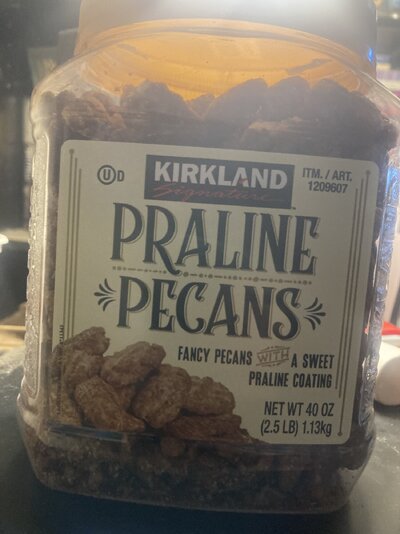 ⓊD
KIRKLAND
Signature
ITM. / ART.
1209607
PRALINE
PECANS
FANCY PECANS WITH A SWEET
PRALINE COATING
NET WT 40 OZ
(2.5 LB) 1.13kg